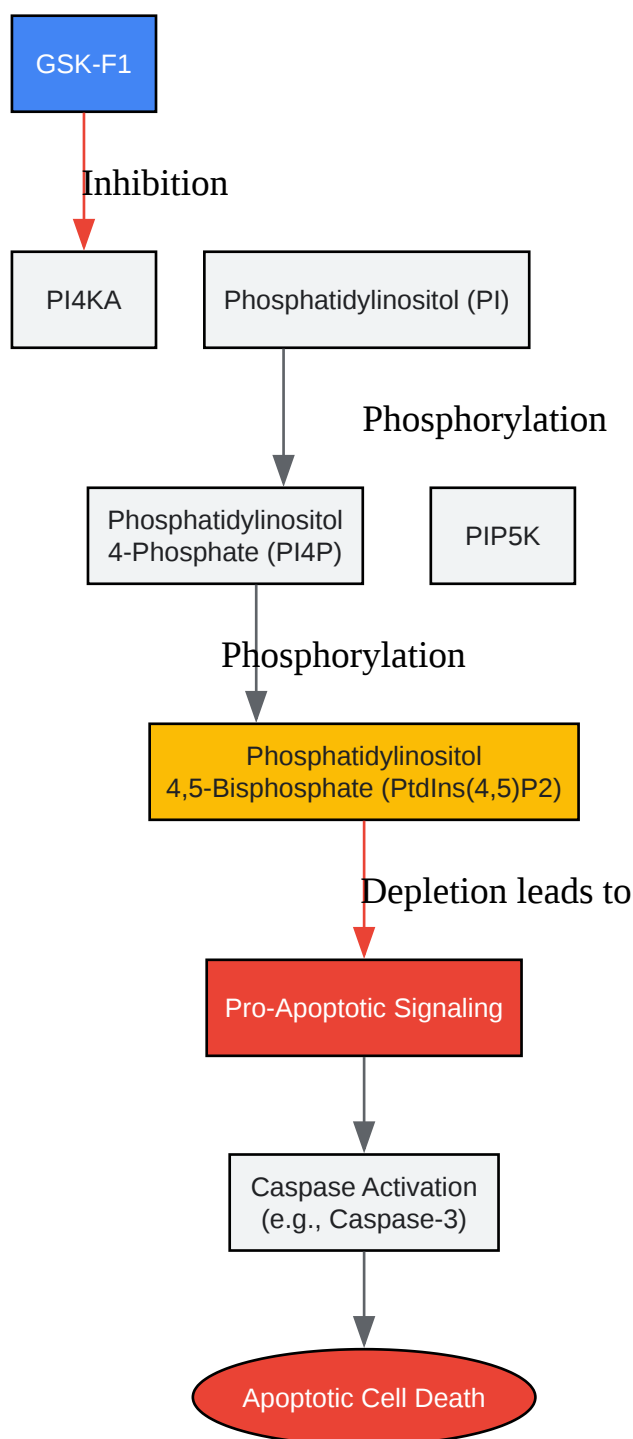 GSK-F1
Inhibition
PI4KA
Phosphatidylinositol (PI)
Phosphorylation
Phosphatidylinositol
4-Phosphate (PI4P)
PIP5K
Phosphorylation
Phosphatidylinositol
4,5-Bisphosphate (PtdIns(4,5)P2)
Depletion leads to
Pro-Apoptotic Signaling
Caspase Activation
(e.g., Caspase-3)
Apoptotic Cell Death